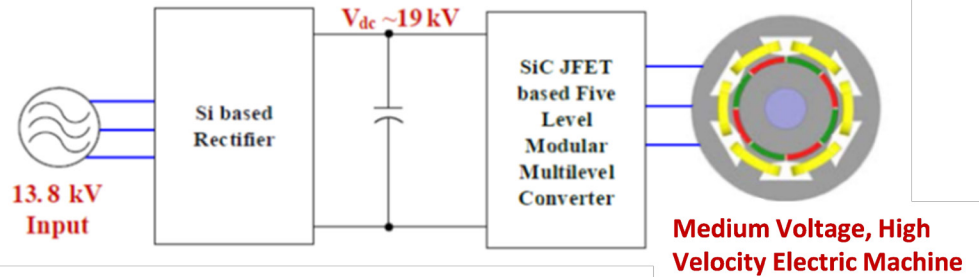 V_dc ~19 kV
Si based
Rectifier
SiC JFET
based Five
Level
Modular
Multilevel
Converter
13.8 kV
Input
Medium Voltage, High
Velocity Electric Machine